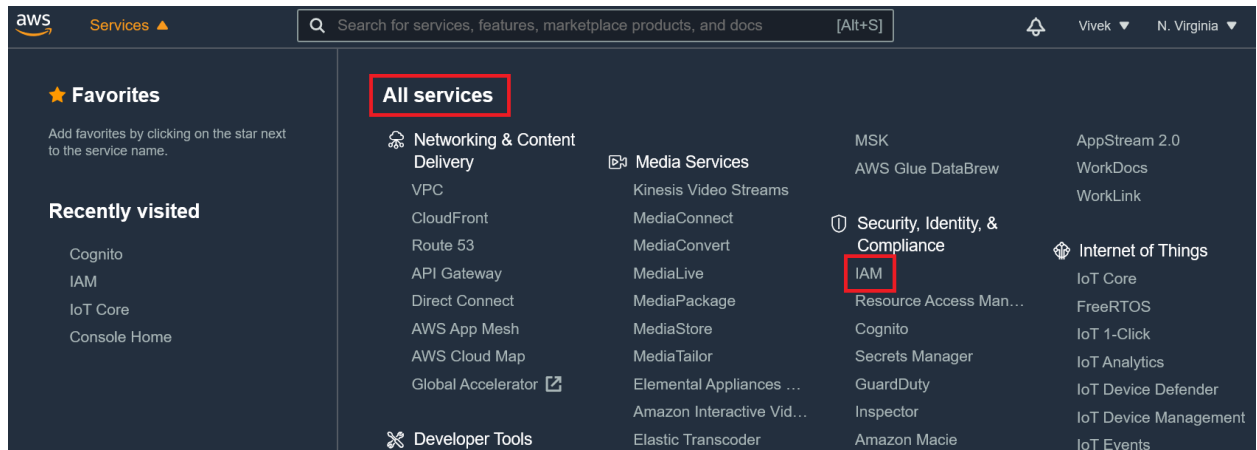 aws
Services
Search for services, features, marketplace products, and docs
[Alt+S]
Vivek
N. Virginia
Favorites
Add favorites by clicking on the star next
to the service name.
Recently visited
Cognito
IAM
IoT Core
Console Home
All services
Networking & Content
Delivery
VPC
CloudFront
Route 53
API Gateway
Direct Connect
AWS App Mesh
AWS Cloud Map
Global Accelerator
Developer Tools
Media Services
Kinesis Video Streams
MediaConnect
MediaConvert
MediaLive
MediaPackage
MediaStore
MediaTailor
Elemental Appliances ...
Amazon Interactive Vid...
Elastic Transcoder
MSK
AWS Glue DataBrew
Security, Identity, &
Compliance
IAM
Resource Access Man...
Cognito
Secrets Manager
GuardDuty
Inspector
Amazon Macie
AppStream 2.0
WorkDocs
WorkLink
Internet of Things
IoT Core
FreeRTOS
IoT 1-Click
IoT Analytics
IoT Device Defender
IoT Device Management
IoT Events